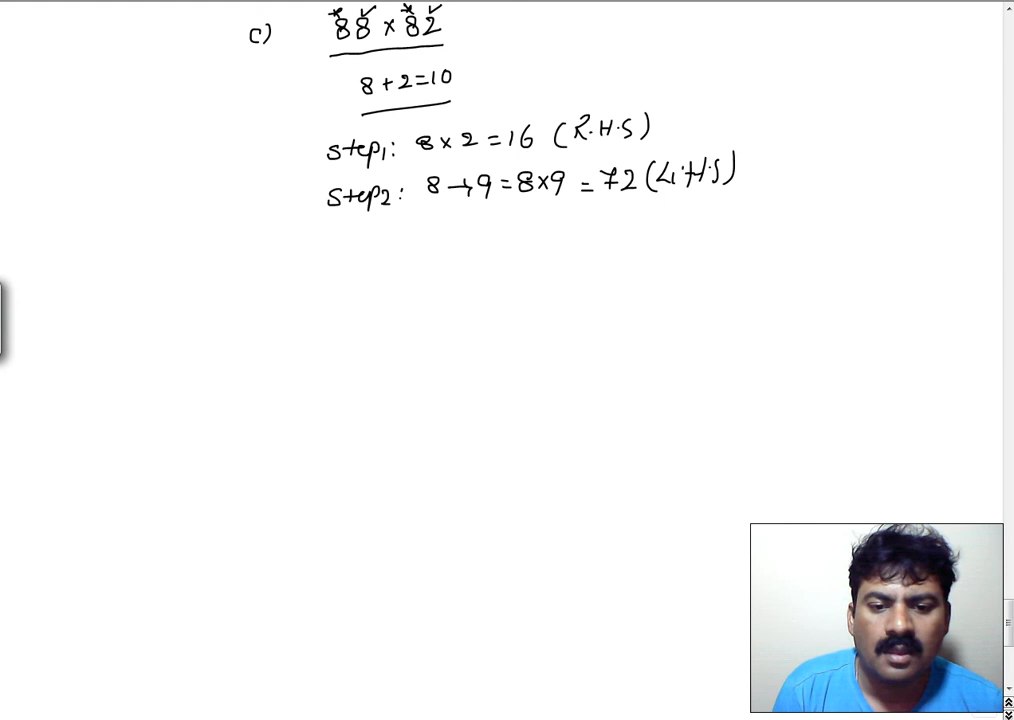 c) 88 × 82
8 + 2 = 10
Step1: 8 × 2 = 16 (R.H.S)
Step2: 8 → 9 = 8×9 = 72 (L.H.S)